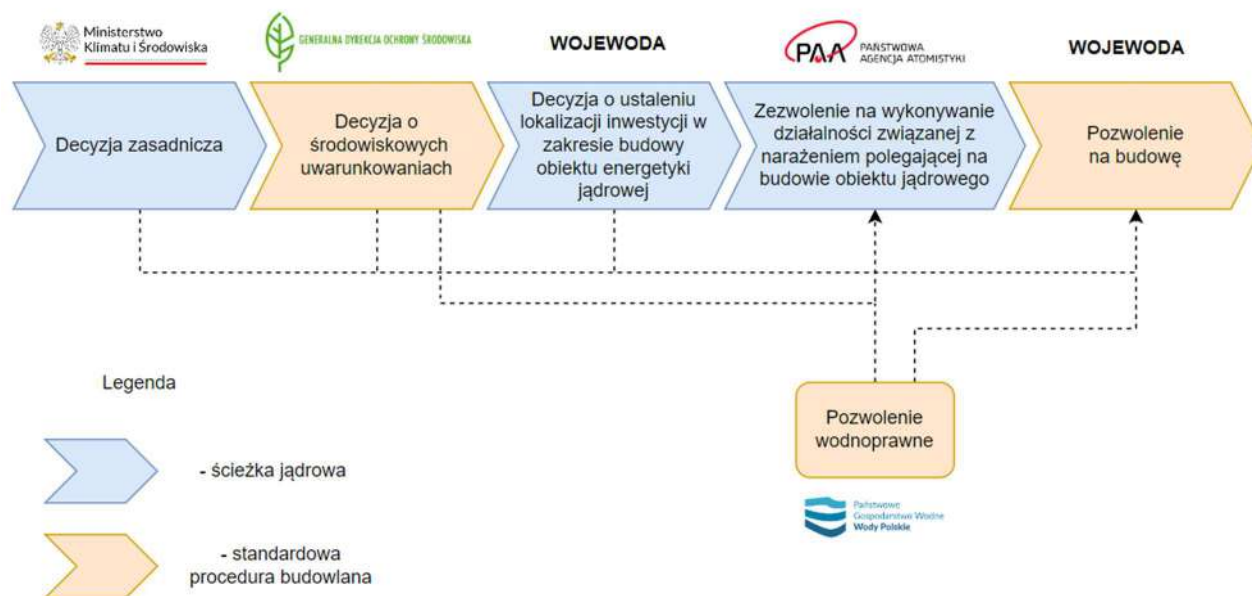 Ministerstwo
Klimatu i Środowiska
GENERALNA DYREKCJA OCHRONY ŚRODOWISKA
WOJEWODA
PAA
PAŃSTWOWA
AGENCJA ATOMISTYKI
WOJEWODA
Decyzja zasadnicza
Decyzja o
środowiskowych
uwarunkowaniach
Decyzja o ustaleniu
lokalizacji inwestycji w
zakresie budowy
obiektu energetyki
jądrowej
Zezwolenie na wykonywanie
działalności związanej z
narażeniem polegającej na
budowie obiektu jądrowego
Pozwolenie
na budowę
Pozwolenie
wodnoprawne
Państwowe
Gospodarstwo Wodne
Wody Polskie
Legenda
- ścieżka jądrowa
- standardowa
procedura budowlana